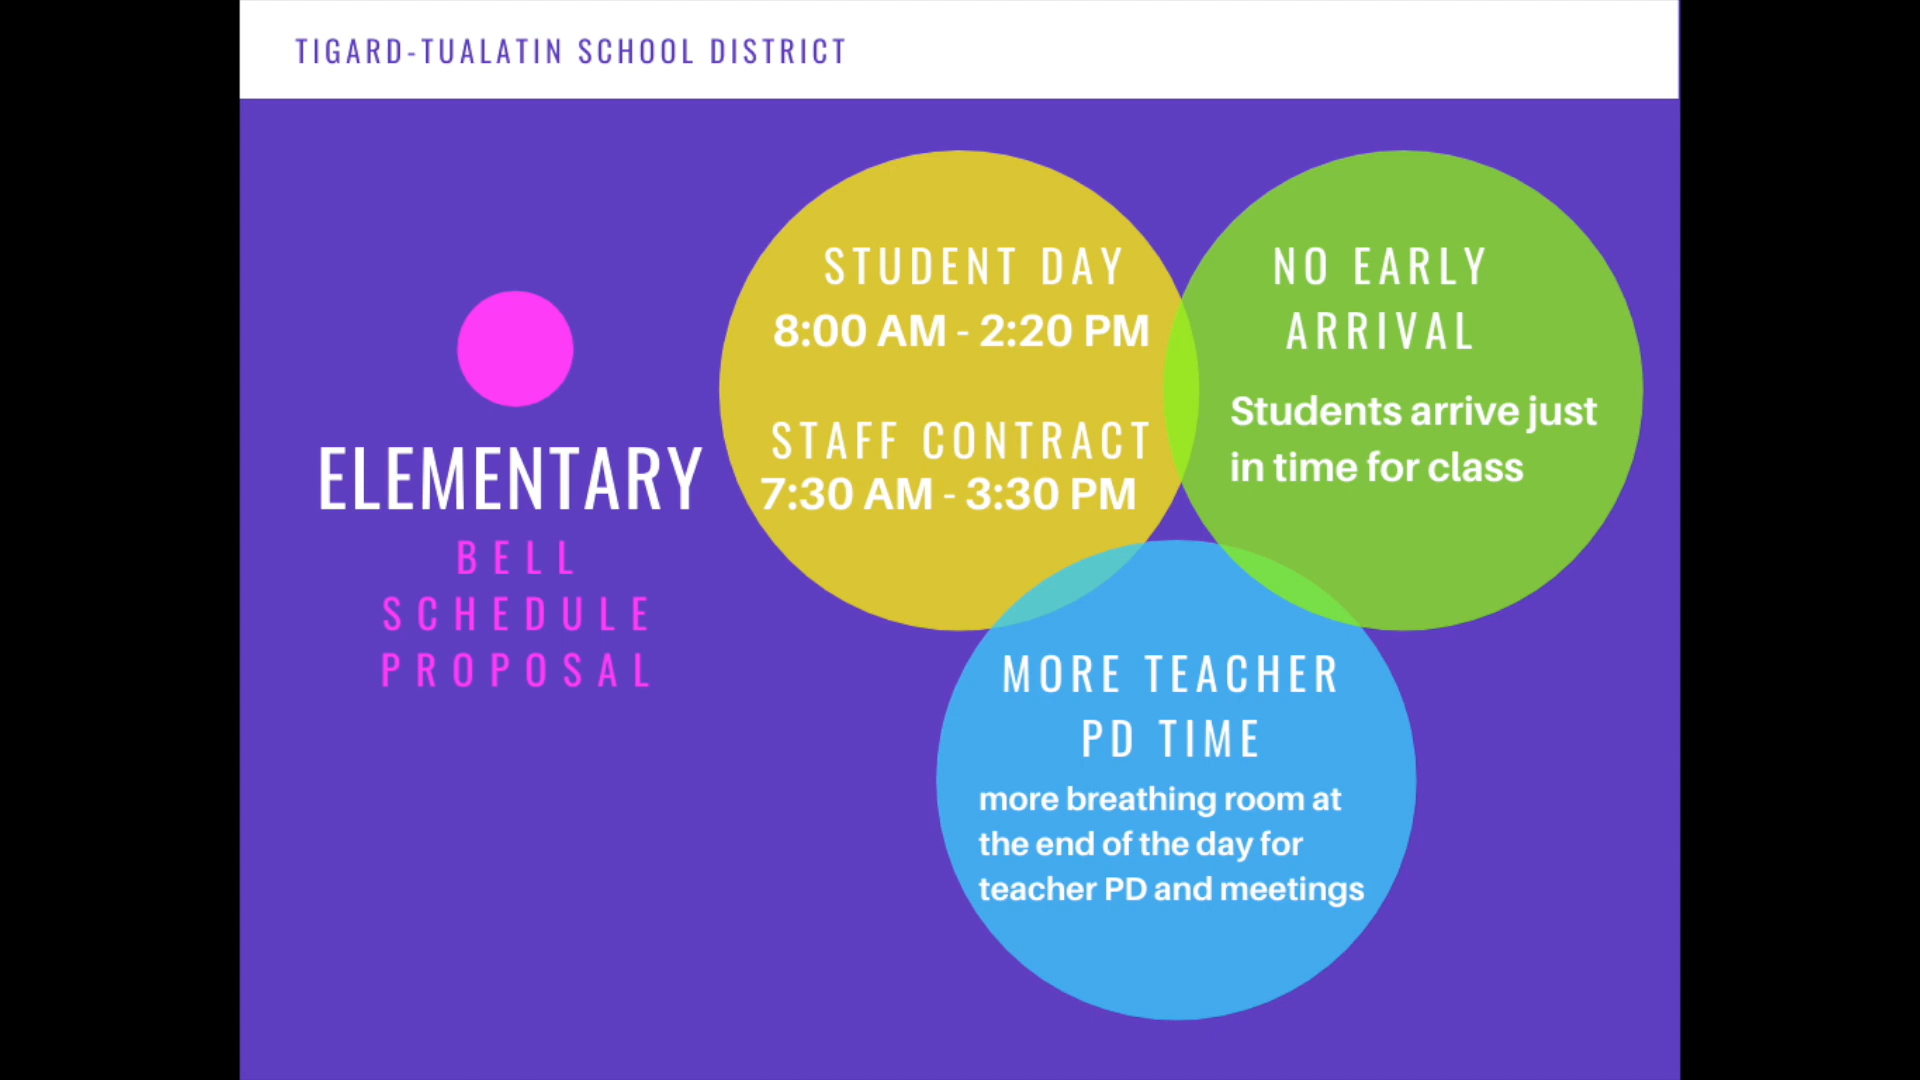 TIGARD-TUALATIN SCHOOL DISTRICT
ELEMENTARY
BELL
SCHEDULE
PROPOSAL
STUDENT DAY
8:00 AM - 2:20 PM
STAFF CONTRACT
7:30 AM - 3:30 PM
NO EARLY
ARRIVAL
Students arrive just
in time for class
MORE TEACHER
PD TIME
more breathing room at
the end of the day for
teacher PD and meetings